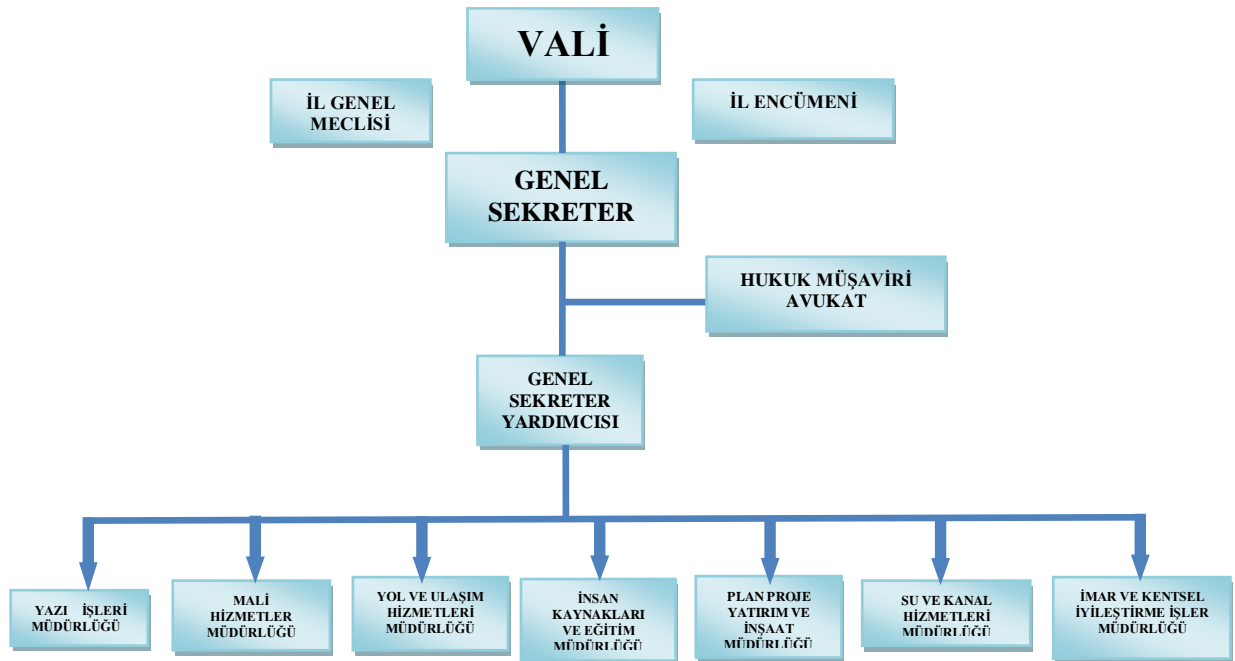 VALİ
İL GENEL
MECLİSİ
İL ENCÜMENİ
GENEL
SEKRETER
HUKUK MÜŞAVİRİ
AVUKAT
GENEL
SEKRETER
YARDIMCISI
YAZI İŞLERİ
MÜDÜRLÜĞÜ
MALİ
HİZMETLER
MÜDÜRLÜĞÜ
YOL VE ULAŞIM
HİZMETLERİ
MÜDÜRLÜĞÜ
İNSAN
KAYNAKLARI
VE EĞİTİM
MÜDÜRLÜĞÜ
PLAN PROJE
YATIRIM VE
İNŞAAT
MÜDÜRLÜĞÜ
SU VE KANAL
HİZMETLERİ
MÜDÜRLÜĞÜ
İMAR VE KENTSEL
İYİLEŞTİRME İŞLER
MÜDÜRLÜĞÜ